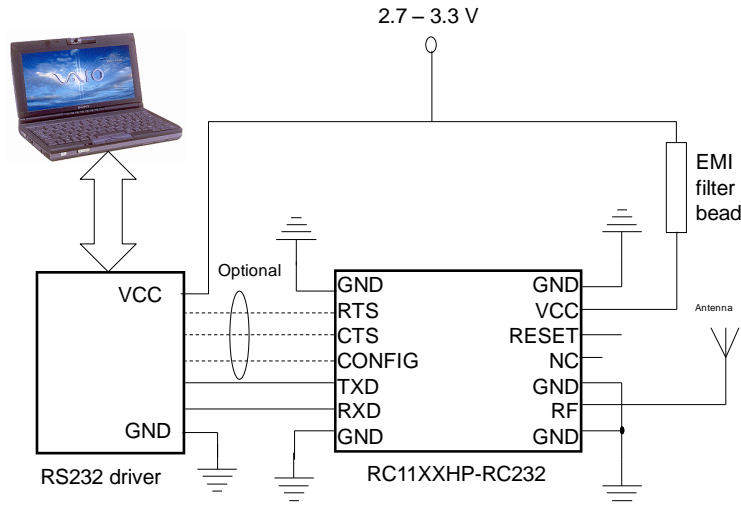 2.7 – 3.3 V
VAIO
EMI
filter
bead
Optional
VCC
GND
GND
RTS
VCC
CTS
RESET
CONFIG
NC
TXD
GND
RXD
RF
GND
GND
GND
Antenna
RS232 driver
RC11XXHP-RC232